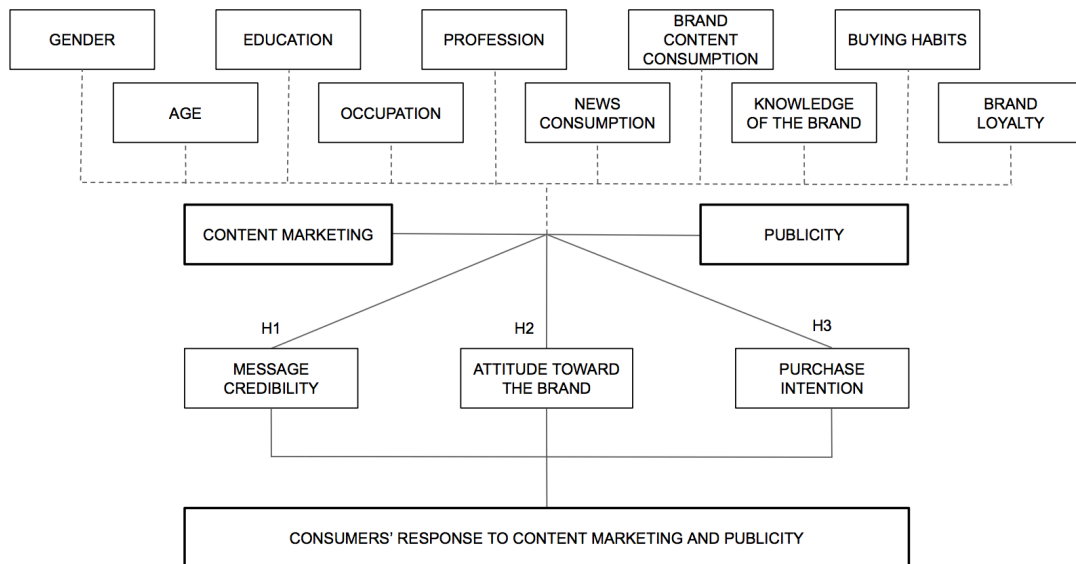 GENDER
EDUCATION
PROFESSION
BRAND
CONTENT
CONSUMPTION
BUYING HABITS
AGE
OCCUPATION
NEWS
CONSUMPTION
KNOWLEDGE
OF THE BRAND
BRAND
LOYALTY
CONTENT MARKETING
PUBLICITY
H1
H2
H3
MESSAGE
CREDIBILITY
ATTITUDE TOWARD
THE BRAND
PURCHASE
INTENTION
CONSUMERS’ RESPONSE TO CONTENT MARKETING AND PUBLICITY